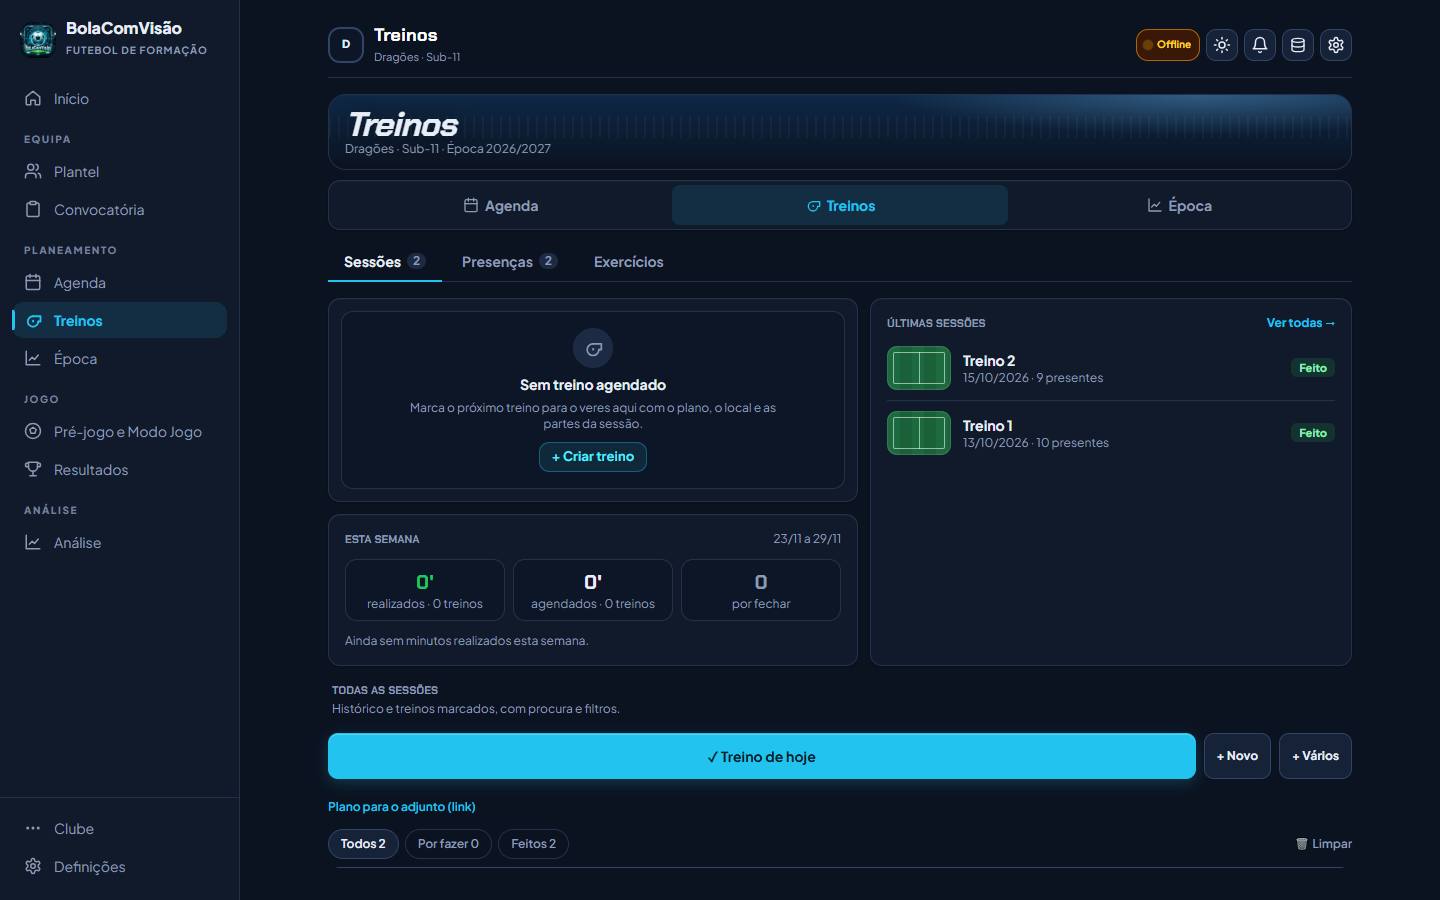 BolaComVisão
FUTEBOL DE FORMAÇÃO
Início
EQUIPA
Plantel
Convocatória
PLANEAMENTO
Agenda
Treinos
Época
JOGO
Pré-jogo e Modo Jogo
Resultados
ANÁLISE
Análise
Clube
Definições
D
Treinos
Dragões · Sub-11
Offline
Treinos
Dragões · Sub-11 · Época 2026/2027
Agenda
Treinos
Época
Sessões 2
Presenças 2
Exercícios
Sem treino agendado
Marca o próximo treino para o veres aqui com o plano, o local e as
partes da sessão.
+ Criar treino
ESTA SEMANA
23/11 a 29/11
0'
realizados · 0 treinos
0'
agendados · 0 treinos
0
por fechar
Ainda sem minutos realizados esta semana.
ÚLTIMAS SESSÕES
Ver todas →
Treino 2
15/10/2026 · 9 presentes
Feito
Treino 1
13/10/2026 · 10 presentes
Feito
TODAS AS SESSÕES
Histórico e treinos marcados, com procura e filtros.
✓ Treino de hoje
+ Novo
+ Vários
Plano para o adjunto (link)
Todos 2
Por fazer 0
Feitos 2
Limpar